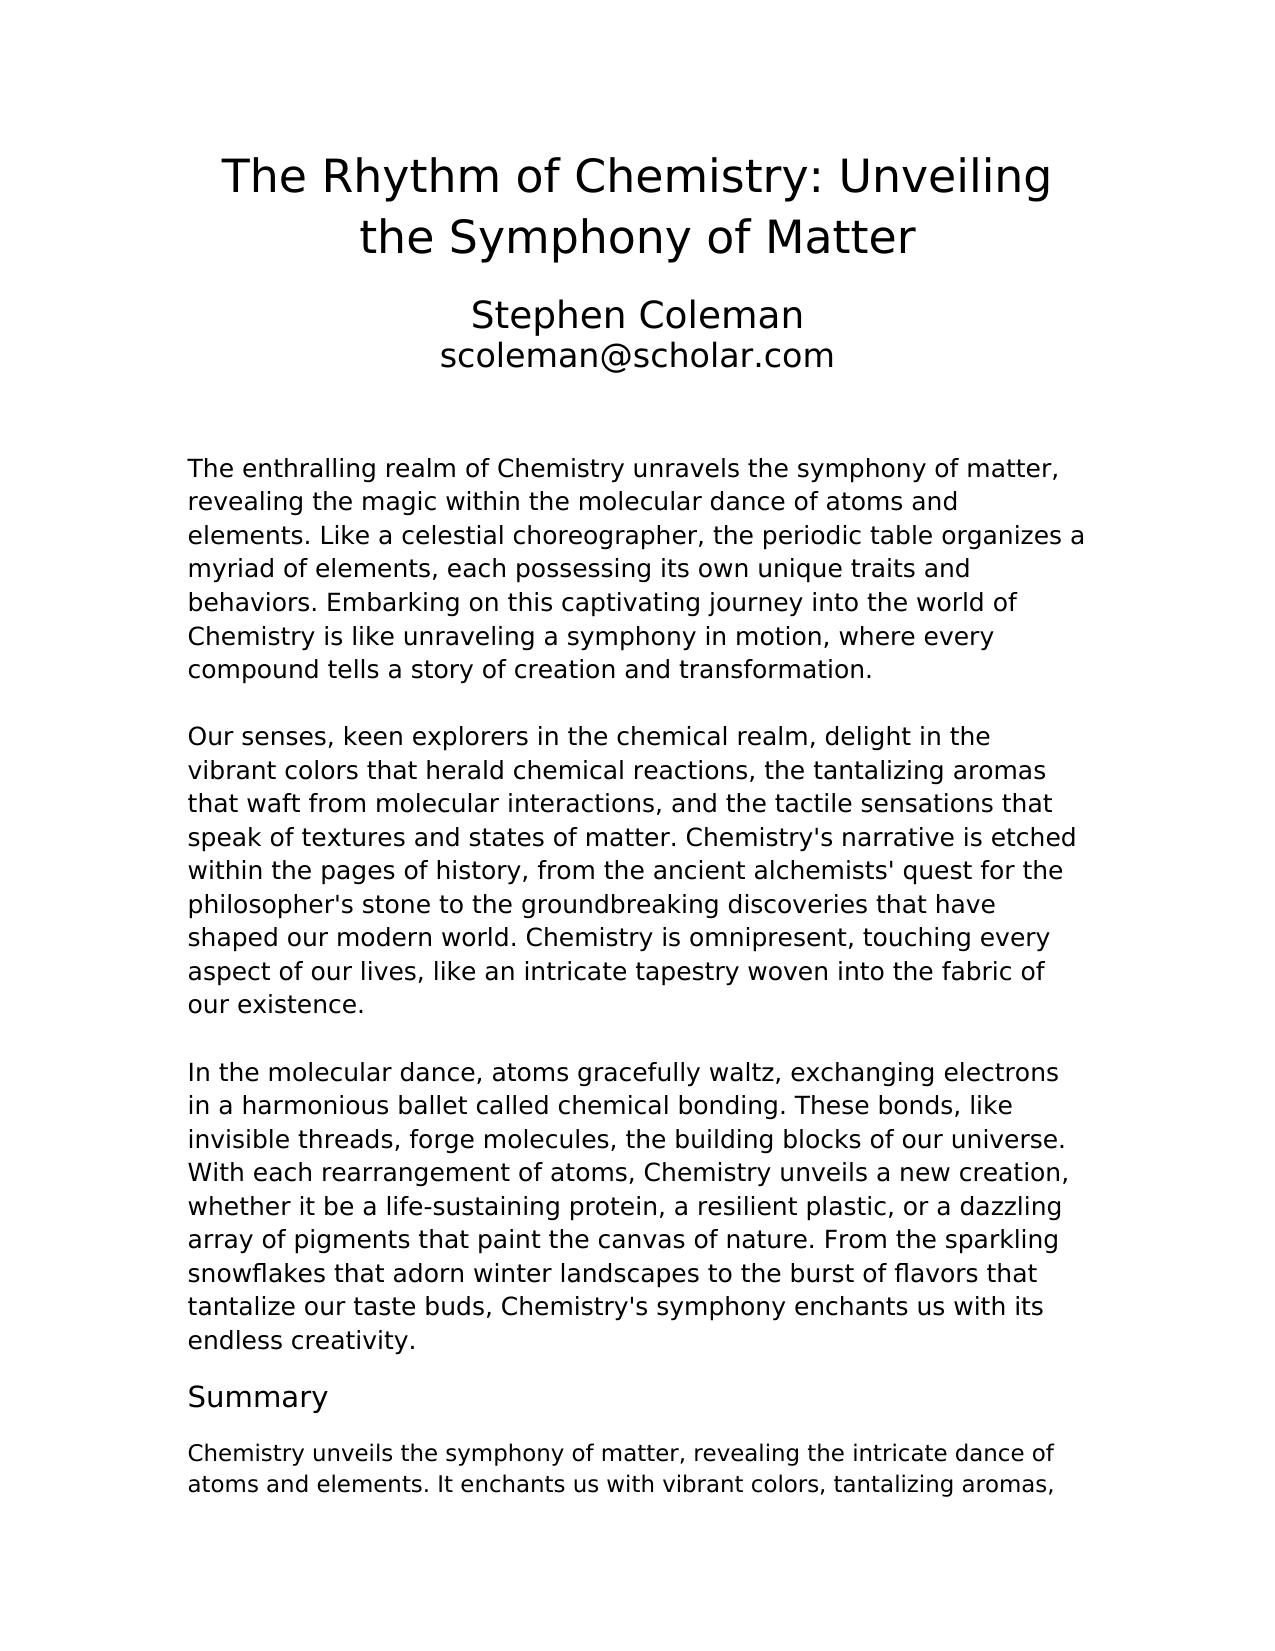 The Rhythm of Chemistry: Unveiling
the Symphony of Matter
Stephen Coleman
scoleman@scholar.com
The enthralling realm of Chemistry unravels the symphony of matter,
revealing the magic within the molecular dance of atoms and
elements. Like a celestial choreographer, the periodic table organizes a
myriad of elements, each possessing its own unique traits and
behaviors. Embarking on this captivating journey into the world of
Chemistry is like unraveling a symphony in motion, where every
compound tells a story of creation and transformation.
Our senses, keen explorers in the chemical realm, delight in the
vibrant colors that herald chemical reactions, the tantalizing aromas
that waft from molecular interactions, and the tactile sensations that
speak of textures and states of matter. Chemistry's narrative is etched
within the pages of history, from the ancient alchemists' quest for the
philosopher's stone to the groundbreaking discoveries that have
shaped our modern world. Chemistry is omnipresent, touching every
aspect of our lives, like an intricate tapestry woven into the fabric of
our existence.
In the molecular dance, atoms gracefully waltz, exchanging electrons
in a harmonious ballet called chemical bonding. These bonds, like
invisible threads, forge molecules, the building blocks of our universe.
With each rearrangement of atoms, Chemistry unveils a new creation,
whether it be a life-sustaining protein, a resilient plastic, or a dazzling
array of pigments that paint the canvas of nature. From the sparkling
snowflakes that adorn winter landscapes to the burst of flavors that
tantalize our taste buds, Chemistry's symphony enchants us with its
endless creativity.
Summary
Chemistry unveils the symphony of matter, revealing the intricate dance of
atoms and elements. It enchants us with vibrant colors, tantalizing aromas,